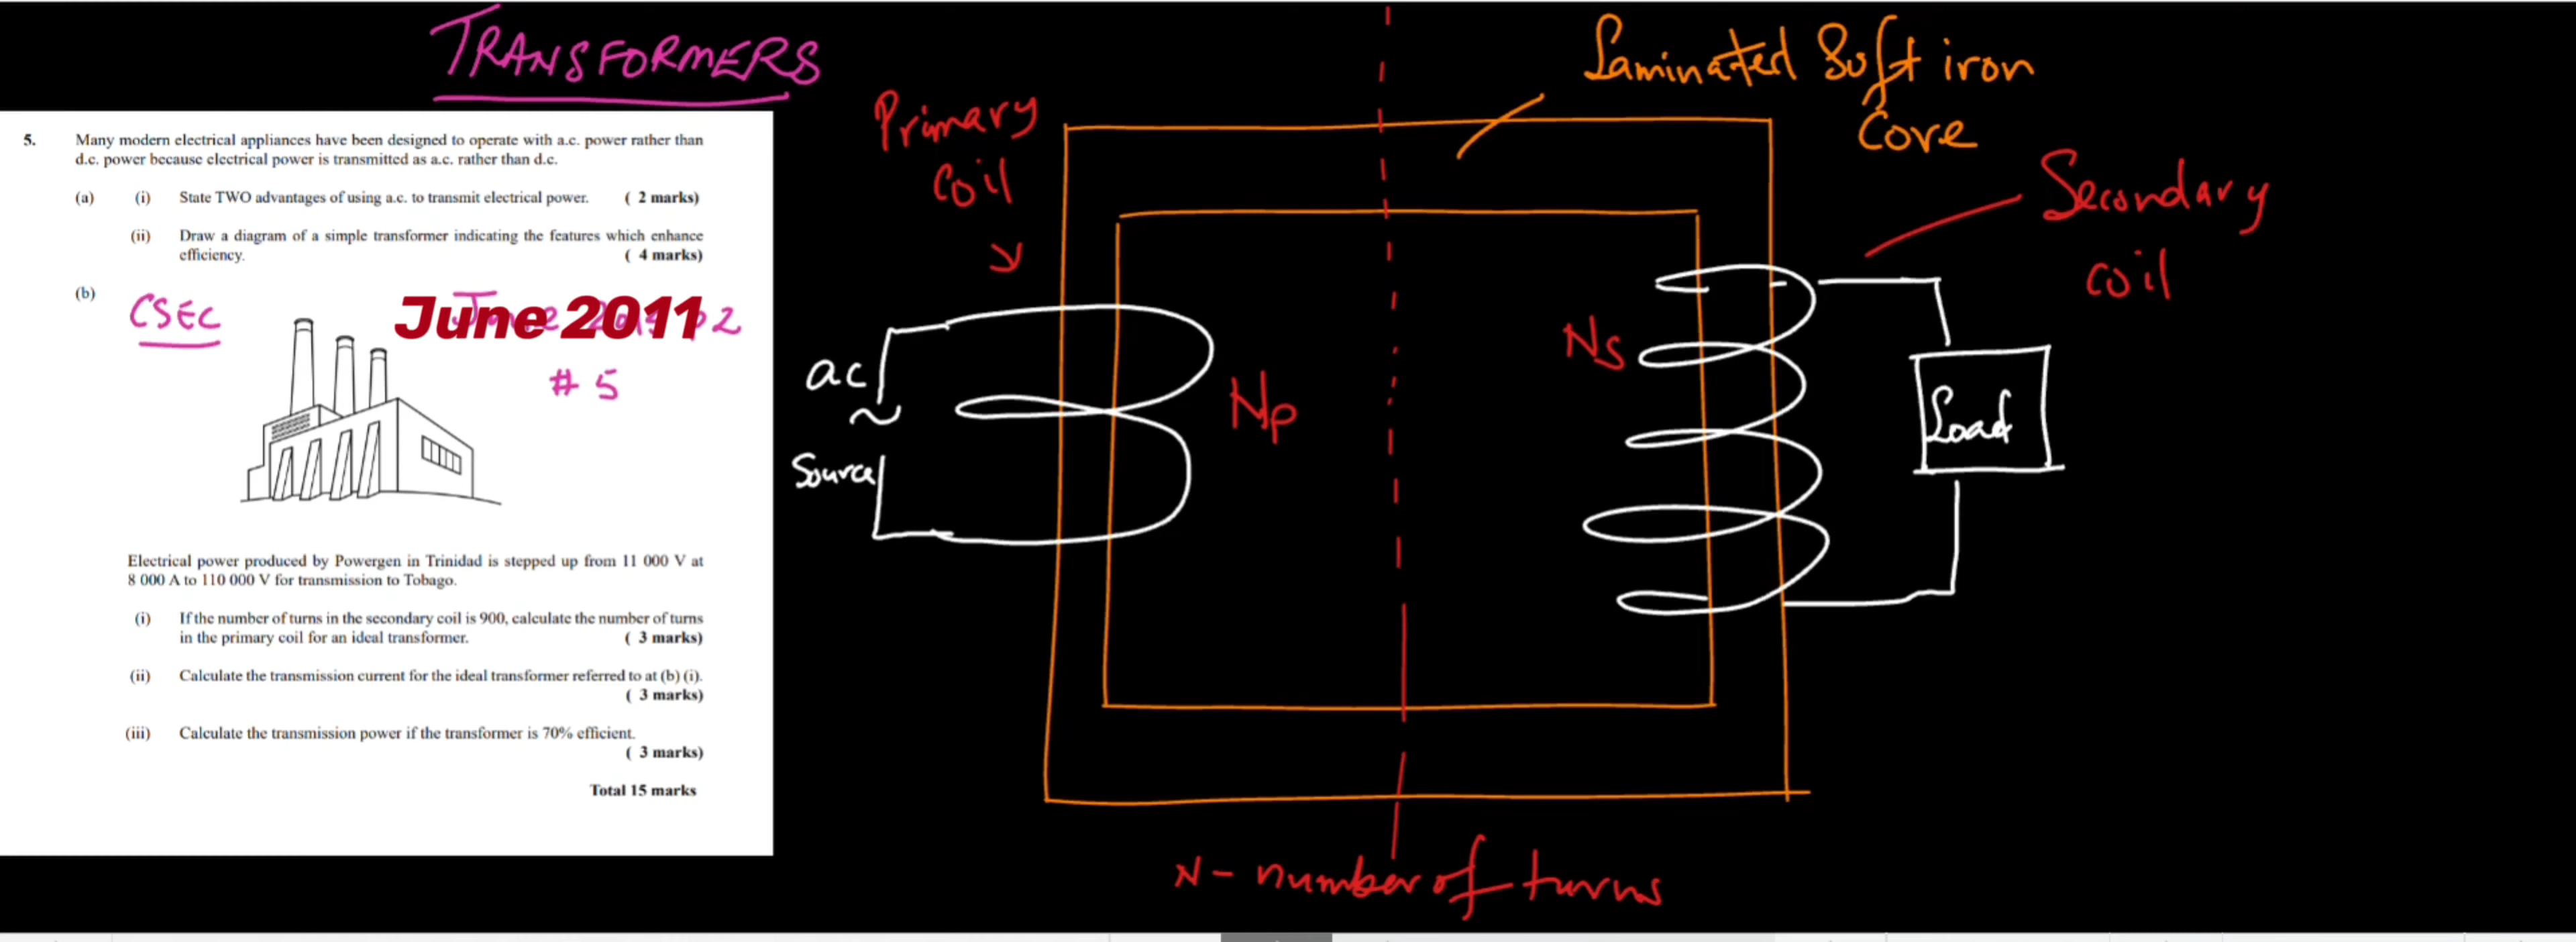 TRANSFORMERS
5. Many modern electrical appliances have been designed to operate with a.c. power rather than
d.c. power because electrical power is transmitted as a.c. rather than d.c.
(a) (i) State TWO advantages of using a.c. to transmit electrical power. ( 2 marks)
(ii) Draw a diagram of a simple transformer indicating the features which enhance
efficiency. ( 4 marks)
(b)
CSEC
June 2011
2
# 5
Electrical power produced by Powergen in Trinidad is stepped up from 11 000 V at
8 000 A to 110 000 V for transmission to Tobago.
(i) If the number of turns in the secondary coil is 900, calculate the number of turns
in the primary coil for an ideal transformer. ( 3 marks)
(ii) Calculate the transmission current for the ideal transformer referred to at (b) (i).
( 3 marks)
(iii) Calculate the transmission power if the transformer is 70% efficient.
( 3 marks)
Total 15 marks
Primary
Coil
Laminated Soft iron
Core
Secondary
coil
ac
~
Source
Np
Ns
Load
N - number of turns